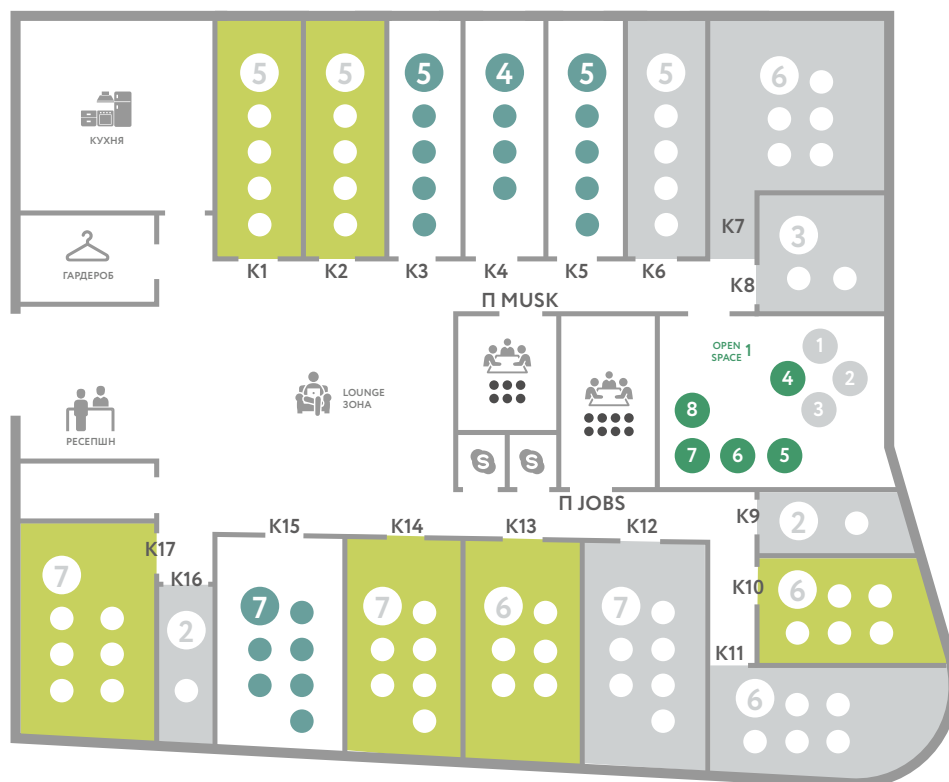 5
5
5
4
5
5
6
КУХНЯ
K7
3
ГАРДЕРОБ
K1
K2
K3
K4
K5
K6
K8
П MUSK
OPEN
SPACE 1
1
4
2
3
LOUNGE
ЗОНА
8
РЕСЕПШН
S
S
7
6
5
П JOBS
K9
2
K15
K14
K13
K12
K17
K16
7
K10
6
7
7
6
7
2
K11
6